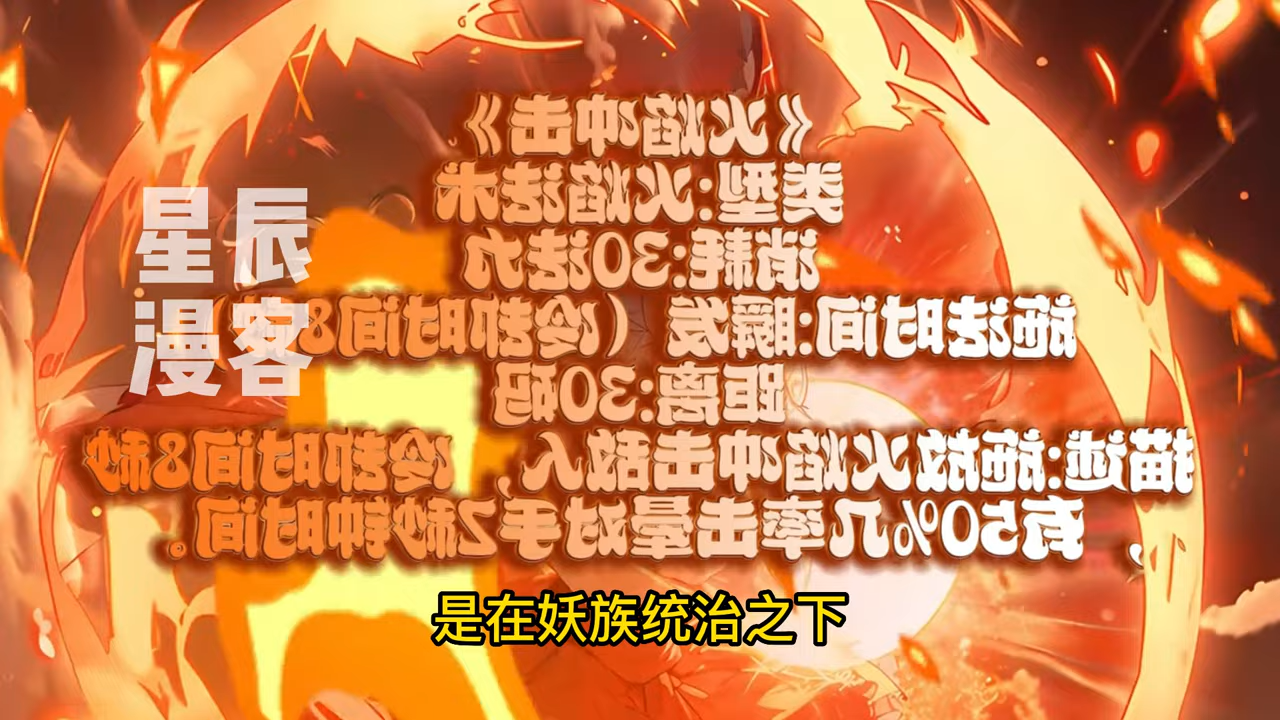 《火焰冲击》
类型:火焰法术
消耗:30法力
施法时间:瞬发（冷却时间8秒）
距离:30码
描述:施放火焰冲击敌人，冷却时间8秒
，有50%几率击晕对手2秒钟时间。
星辰
漫客
是在妖族统治之下